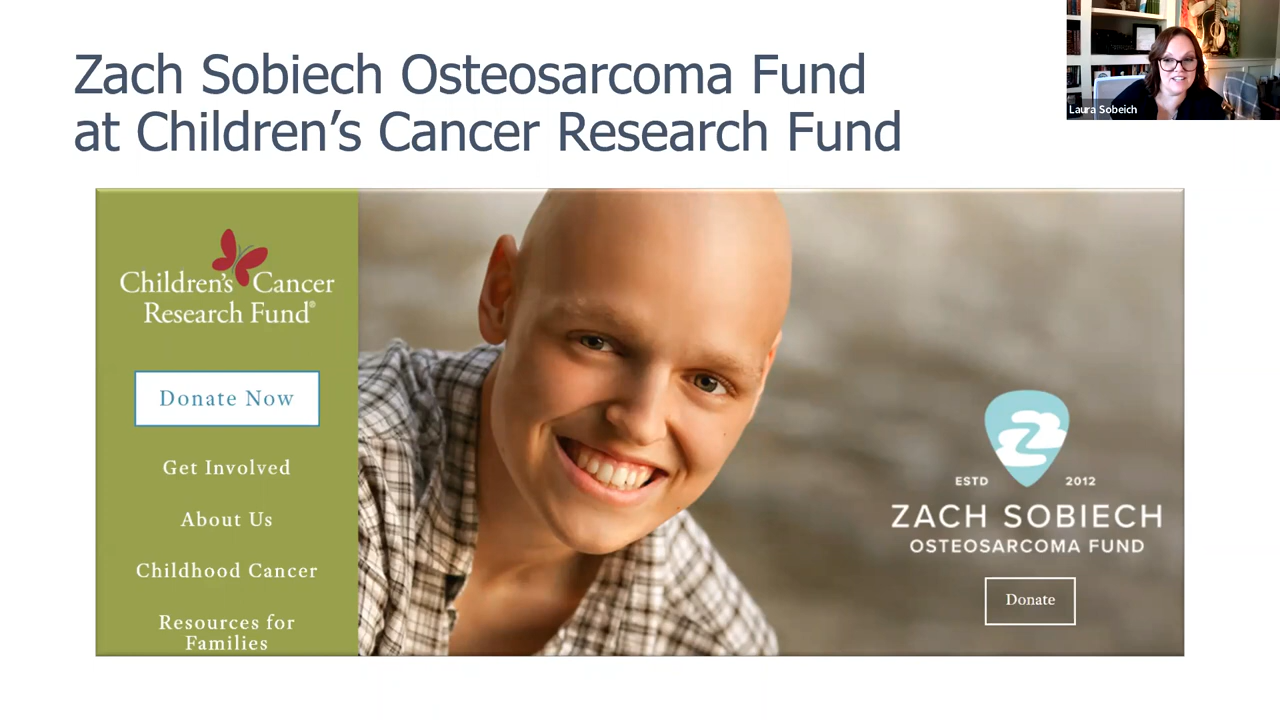 Zach Sobiech Osteosarcoma Fund
at Children’s Cancer Research Fund
Laura Sobeich
Children's Cancer
Research Fund®
Donate Now
Get Involved
About Us
Childhood Cancer
Resources for
Families
Z
ESTD 2012
ZACH SOBIECH
OSTEOSARCOMA FUND
Donate